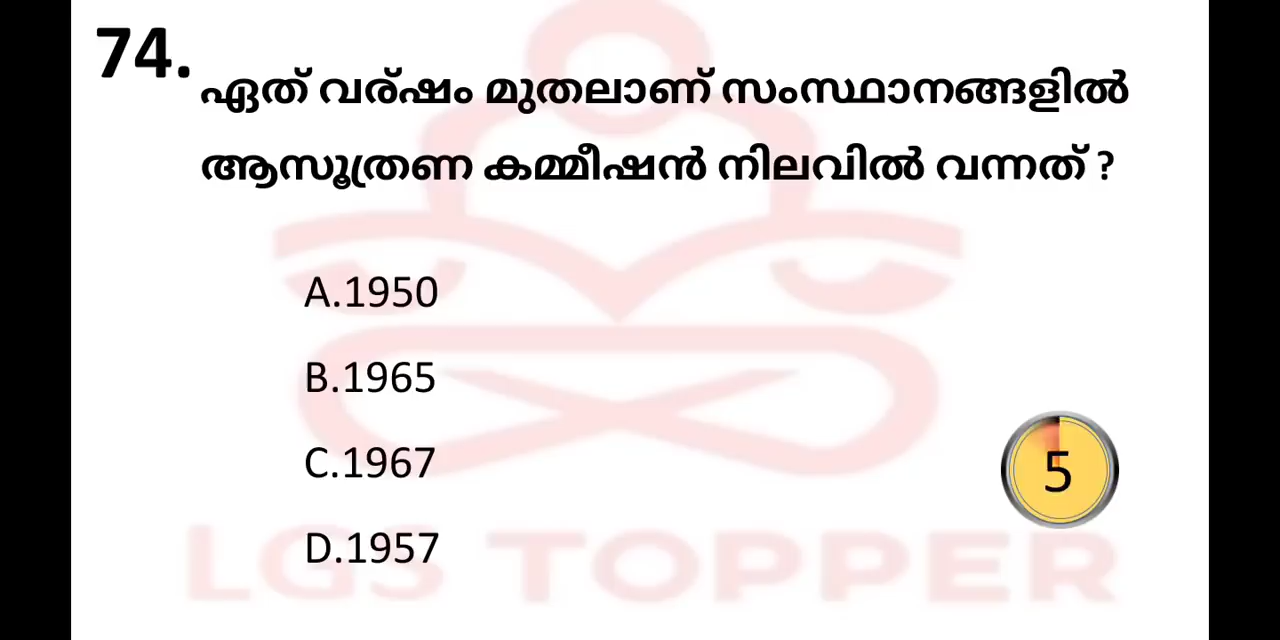 74.
ഏത് വര്ഷം മുതലാണ് സംസ്ഥാനങ്ങളിൽ
ആസൂത്രണ കമ്മീഷൻ നിലവിൽ വന്നത് ?
A.1950
B.1965
C.1967
5
D.1957
LGS TOPPER